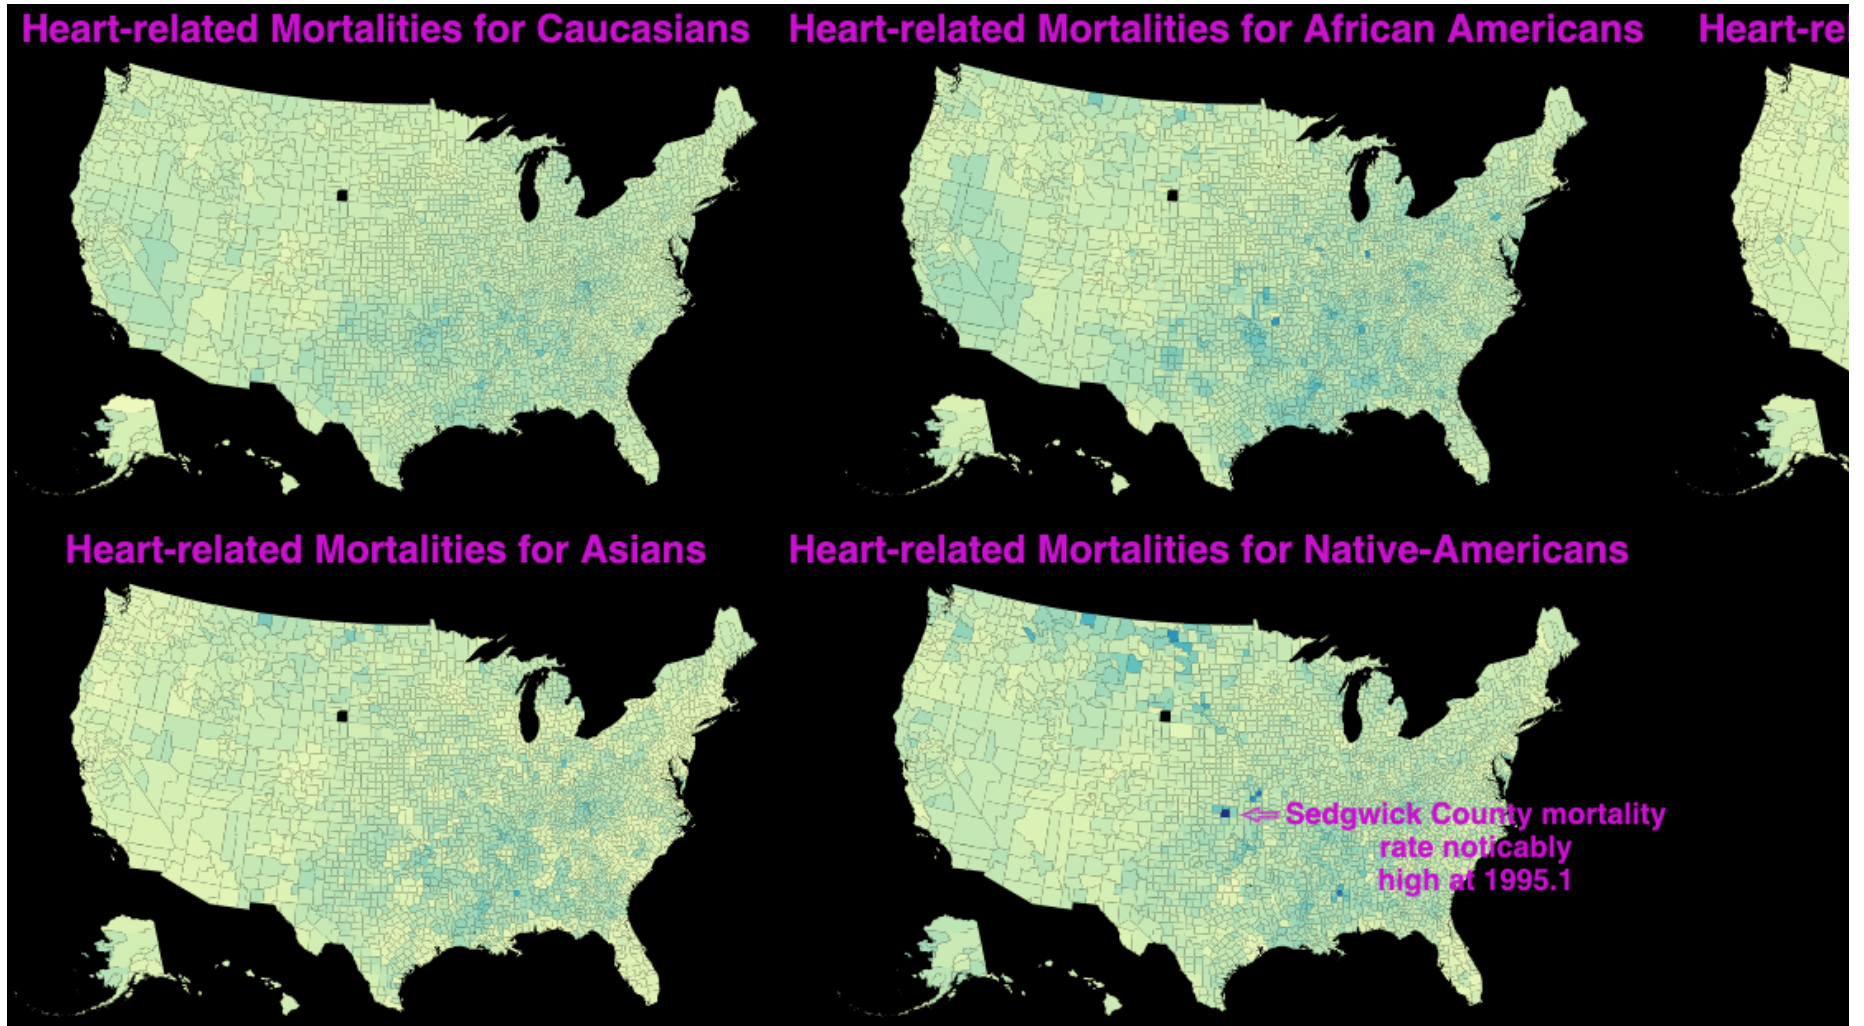 Heart-related Mortalities for Caucasians
Heart-related Mortalities for African Americans
Heart-re
Heart-related Mortalities for Asians
Heart-related Mortalities for Native-Americans
Sedgwick County mortality
rate noticably
high at 1995.1